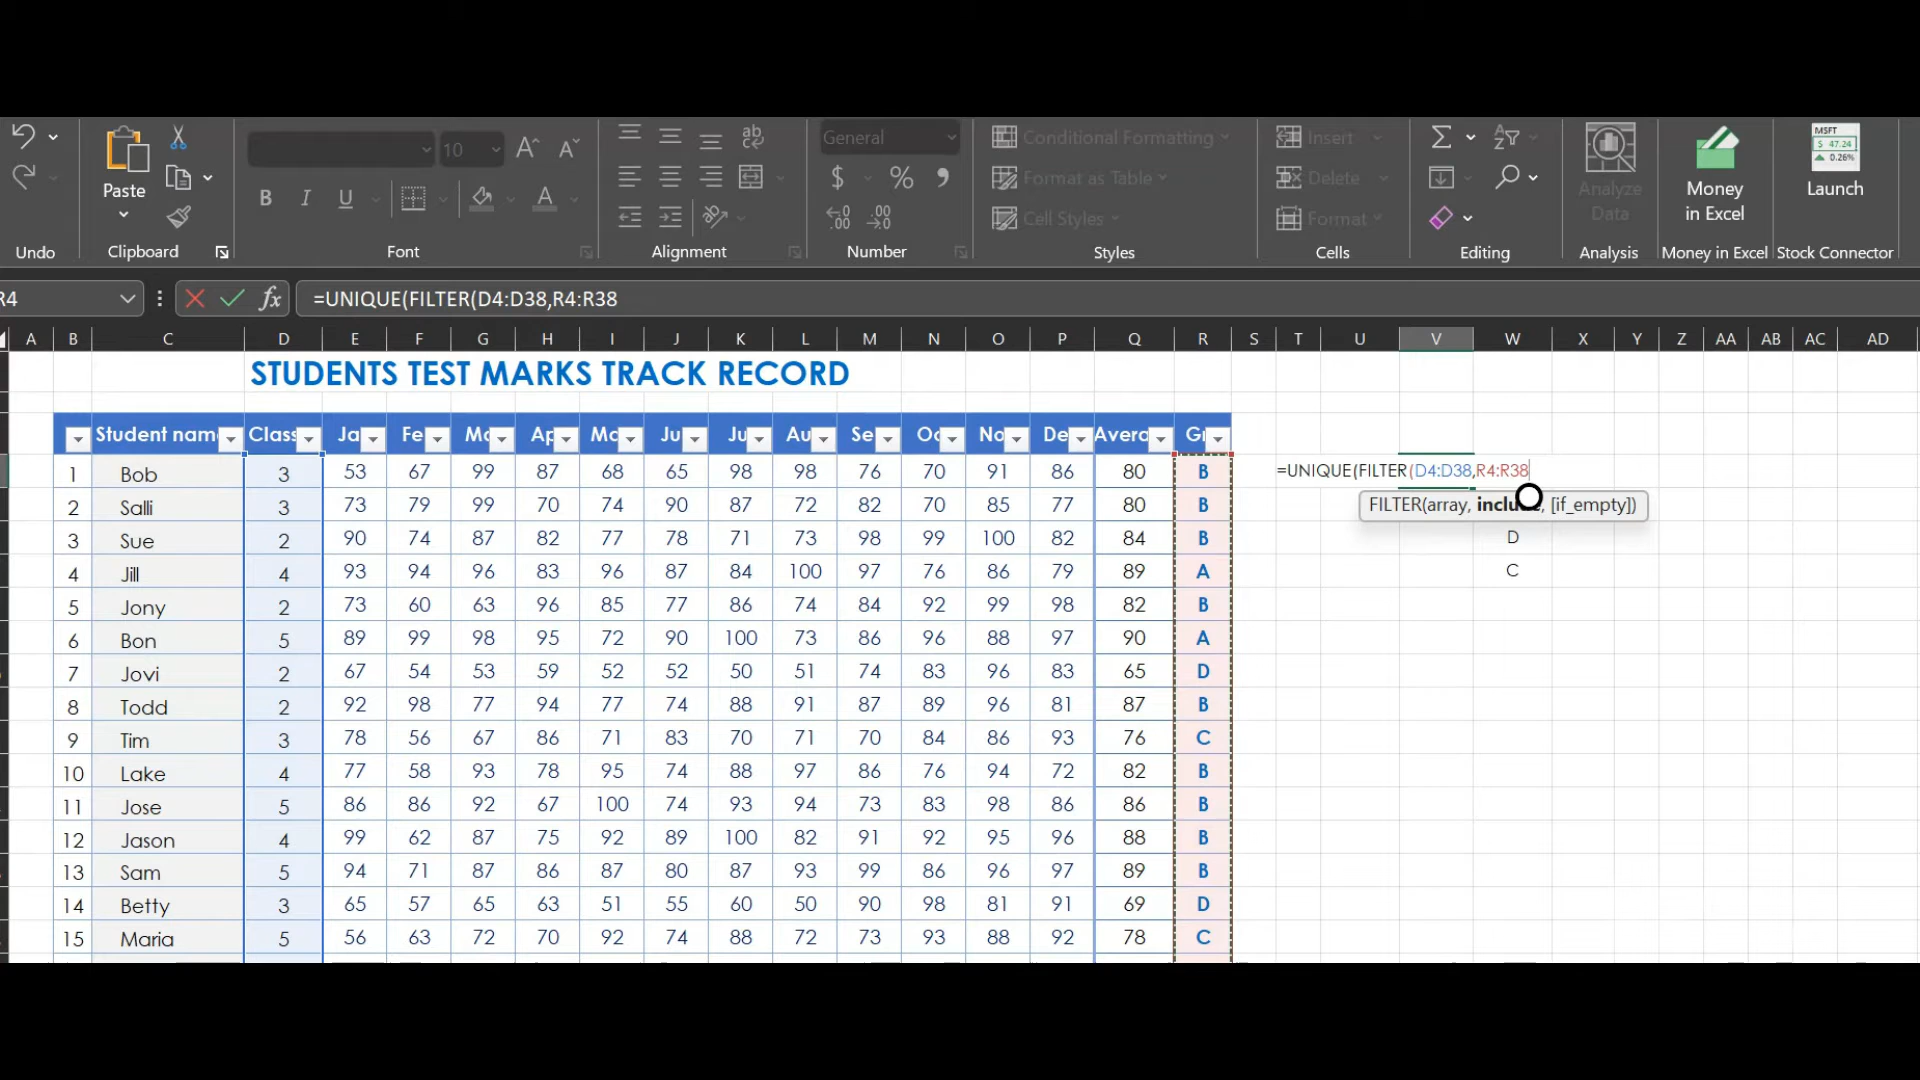 Undo
Paste
Clipboard
10
B I U
Font
Alignment
General
$ % ,
Number
Conditional Formatting
Format as Table
Cell Styles
Styles
Insert
Delete
Format
Cells
Editing
Analyze Data
Analysis
Money in Excel
Money in Excel
MSFT
$ 47.24
0.26%
Launch
Stock Connector
R4
fx
=UNIQUE(FILTER(D4:D38,R4:R38
A B C D E F G H I J K L M N O P Q R S T U V W X Y Z AA AB AC AD
STUDENTS TEST MARKS TRACK RECORD
Student nam Class Ja Fe Ma Ap Ma Ju Ju Au Se Oc No De Avera Gr
1 Bob 3 53 67 99 87 68 65 98 98 76 70 91 86 80 B =UNIQUE(FILTER(D4:D38,R4:R38
2 Salli 3 73 79 99 70 74 90 87 72 82 70 85 77 80 B FILTER(array, include, [if_empty])
3 Sue 2 90 74 87 82 77 78 71 73 98 99 100 82 84 B D
4 Jill 4 93 94 96 83 96 87 84 100 97 76 86 79 89 A C
5 Jony 2 73 60 63 96 85 77 86 74 84 92 99 98 82 B
6 Bon 5 89 99 98 95 72 90 100 73 86 96 88 97 90 A
7 Jovi 2 67 54 53 59 52 52 50 51 74 83 96 83 65 D
8 Todd 2 92 98 77 94 77 74 88 91 87 89 96 81 87 B
9 Tim 3 78 56 67 86 71 83 70 71 70 84 86 93 76 C
10 Lake 4 77 58 93 78 95 74 88 97 86 76 94 72 82 B
11 Jose 5 86 86 92 67 100 74 93 94 73 83 98 86 86 B
12 Jason 4 99 62 87 75 92 89 100 82 91 92 95 96 88 B
13 Sam 5 94 71 87 86 87 80 87 93 99 86 96 97 89 B
14 Betty 3 65 57 65 63 51 55 60 50 90 98 81 91 69 D
15 Maria 5 56 63 72 70 92 74 88 72 73 93 88 92 78 C